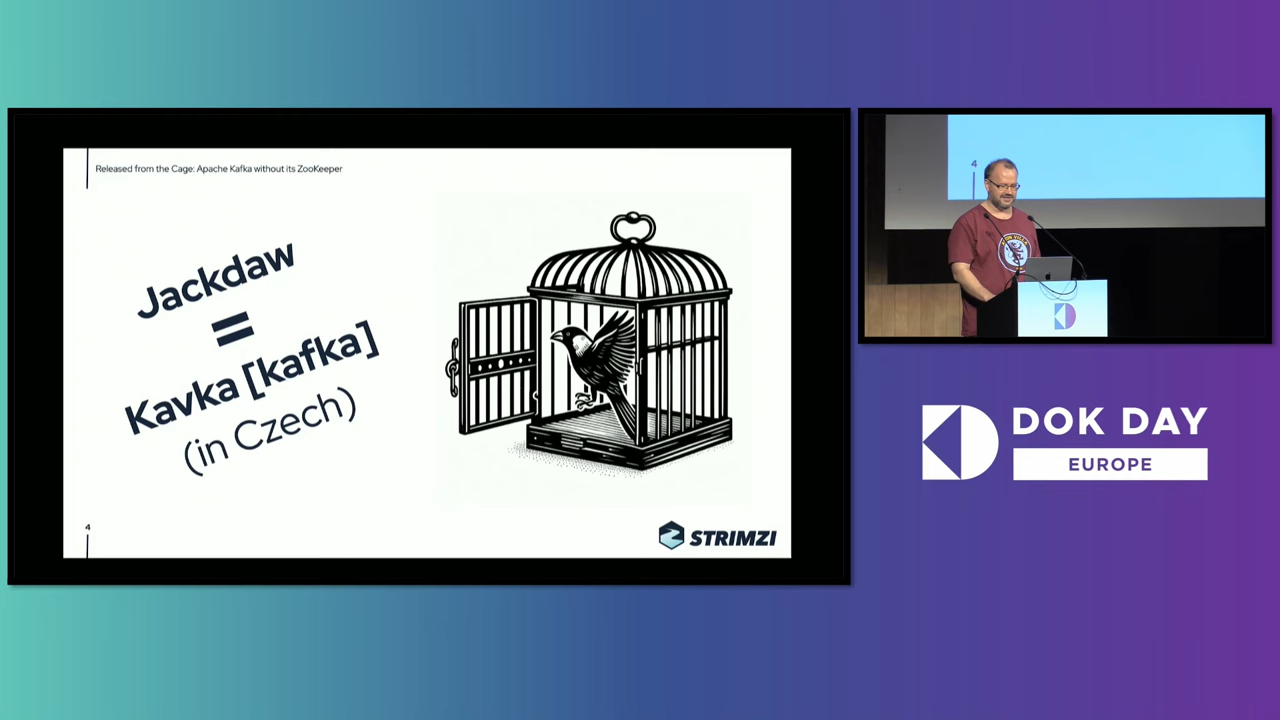 Released from the Cage: Apache Kafka without its ZooKeeper
Jackdaw
=
Kavka [kafka]
(in Czech)
4
STRIMZI
4
DOK DAY
EUROPE